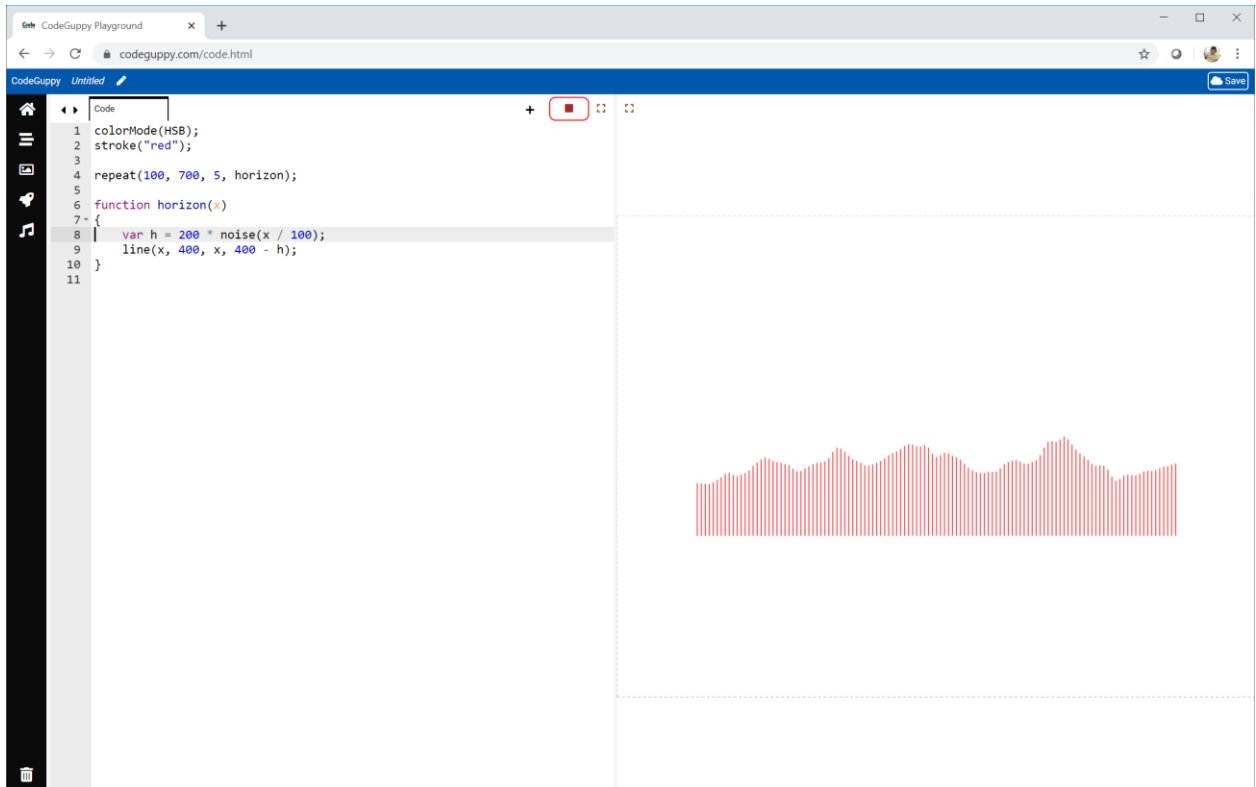 Code CodeGuppy Playground
codeguppy.com/code.html
CodeGuppy Untitled
Save
Code
1 colorMode(HSB);
2 stroke("red");
3
4 repeat(100, 700, 5, horizon);
5
6 function horizon(x)
7 {
8 var h = 200 * noise(x / 100);
9 line(x, 400, x, 400 - h);
10 }
11